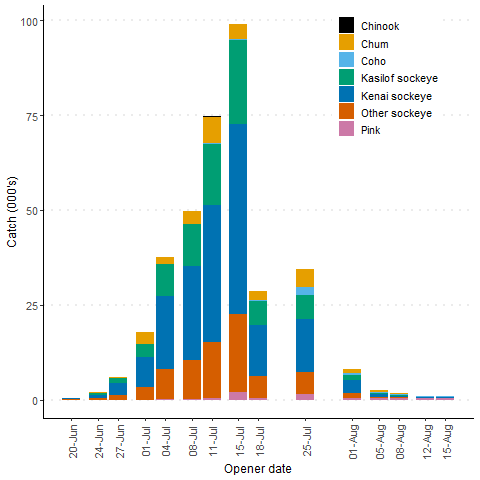 100
75
50
25
0
Catch (000's)
Chinook
Chum
Coho
Kasilof sockeye
Kenai sockeye
Other sockeye
Pink
20-Jun
24-Jun
27-Jun
01-Jul
04-Jul
08-Jul
11-Jul
15-Jul
18-Jul
25-Jul
01-Aug
05-Aug
08-Aug
12-Aug
15-Aug
Opener date